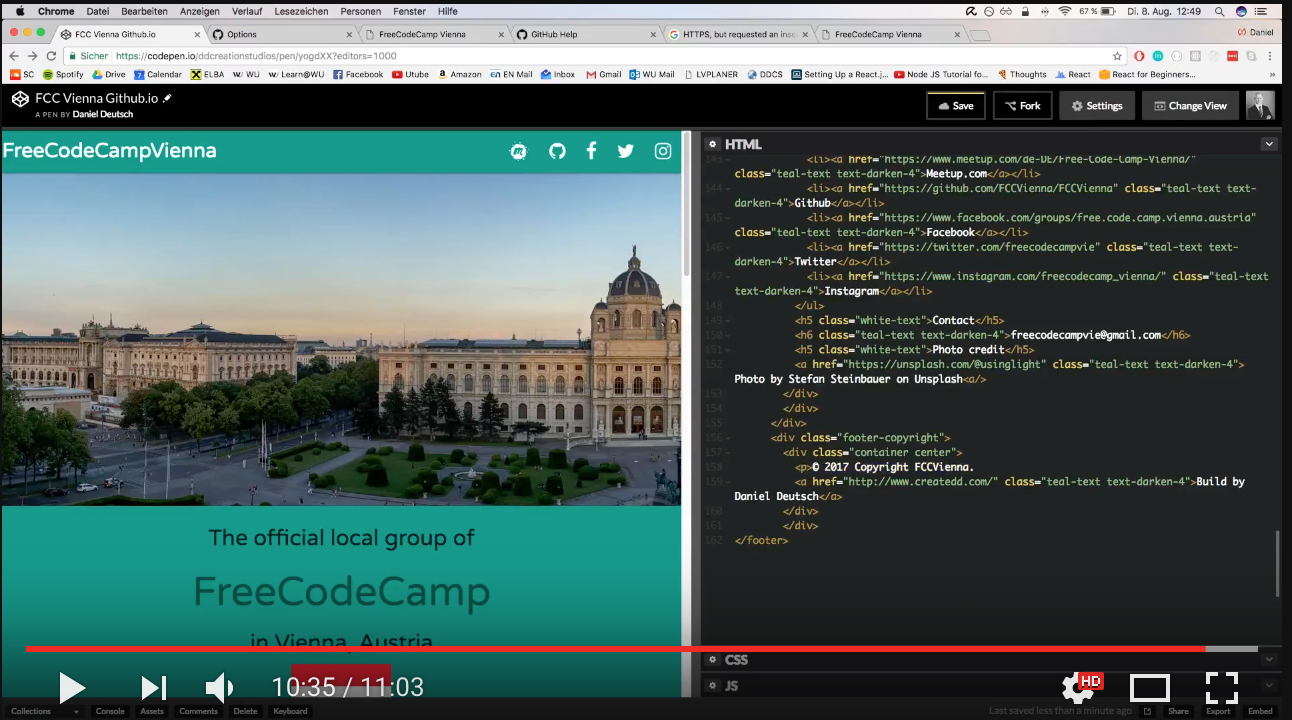 Chrome Datei Bearbeiten Anzeigen Verlauf Lesezeichen Personen Fenster Hilfe 67 % Di. 8. Aug. 12:49
FCC Vienna Github.io Options FreeCodeCamp Vienna GitHub Help HTTPS, but requested an inse FreeCodeCamp Vienna Daniel
Sicher https://codepen.io/ddcreationstudios/pen/yogdXX?editors=1000
SC Spotify Drive Calendar ELBA WU Learn@WU Facebook Utube Amazon EN Mail Inbox Gmail WU Mail LVPLANER DDCS Setting Up a React.j... Node JS Tutorial fo... Thoughts React React for Beginners...
FCC Vienna Github.io
A PEN BY Daniel Deutsch
Save Fork Settings Change View
FreeCodeCampVienna
The official local group of
FreeCodeCamp
in Vienna, Austria
HTML
<li><a href="https://www.meetup.com/de-DE/Free-Code-Camp-Vienna/"
class="teal-text text-darken-4">Meetup.com</a></li>
144 <li><a href="https://github.com/FCCVienna/FCCVienna" class="teal-text text-
darken-4">Github</a></li>
145 <li><a href="https://www.facebook.com/groups/free.code.camp.vienna.austria"
class="teal-text text-darken-4">Facebook</a></li>
146 <li><a href="https://twitter.com/freecodecampvie" class="teal-text text-
darken-4">Twitter</a></li>
147 <li><a href="https://www.instagram.com/freecodecamp_vienna/" class="teal-text
text-darken-4">Instagram</a></li>
148 </ul>
149 <h5 class="white-text">Contact</h5>
150 <h6 class="teal-text text-darken-4">freecodecampvie@gmail.com</h6>
151 <h5 class="white-text">Photo credit</h5>
152 <a href="https://unsplash.com/@usinglight" class="teal-text text-darken-4">
Photo by Stefan Steinbauer on Unsplash<a/>
153 </div>
154 </div>
155 </div>
156 <div class="footer-copyright">
157 <div class="container center">
158 <p>© 2017 Copyright FCCVienna.
159 <a href="http://www.createdd.com/" class="teal-text text-darken-4">Build by
Daniel Deutsch</a>
160 </div>
161 </div>
162 </footer>
CSS
JS
10:35 / 11:03 HD
Collections Console Assets Comments Delete Keyboard Last saved less than a minute ago Share Export Embed